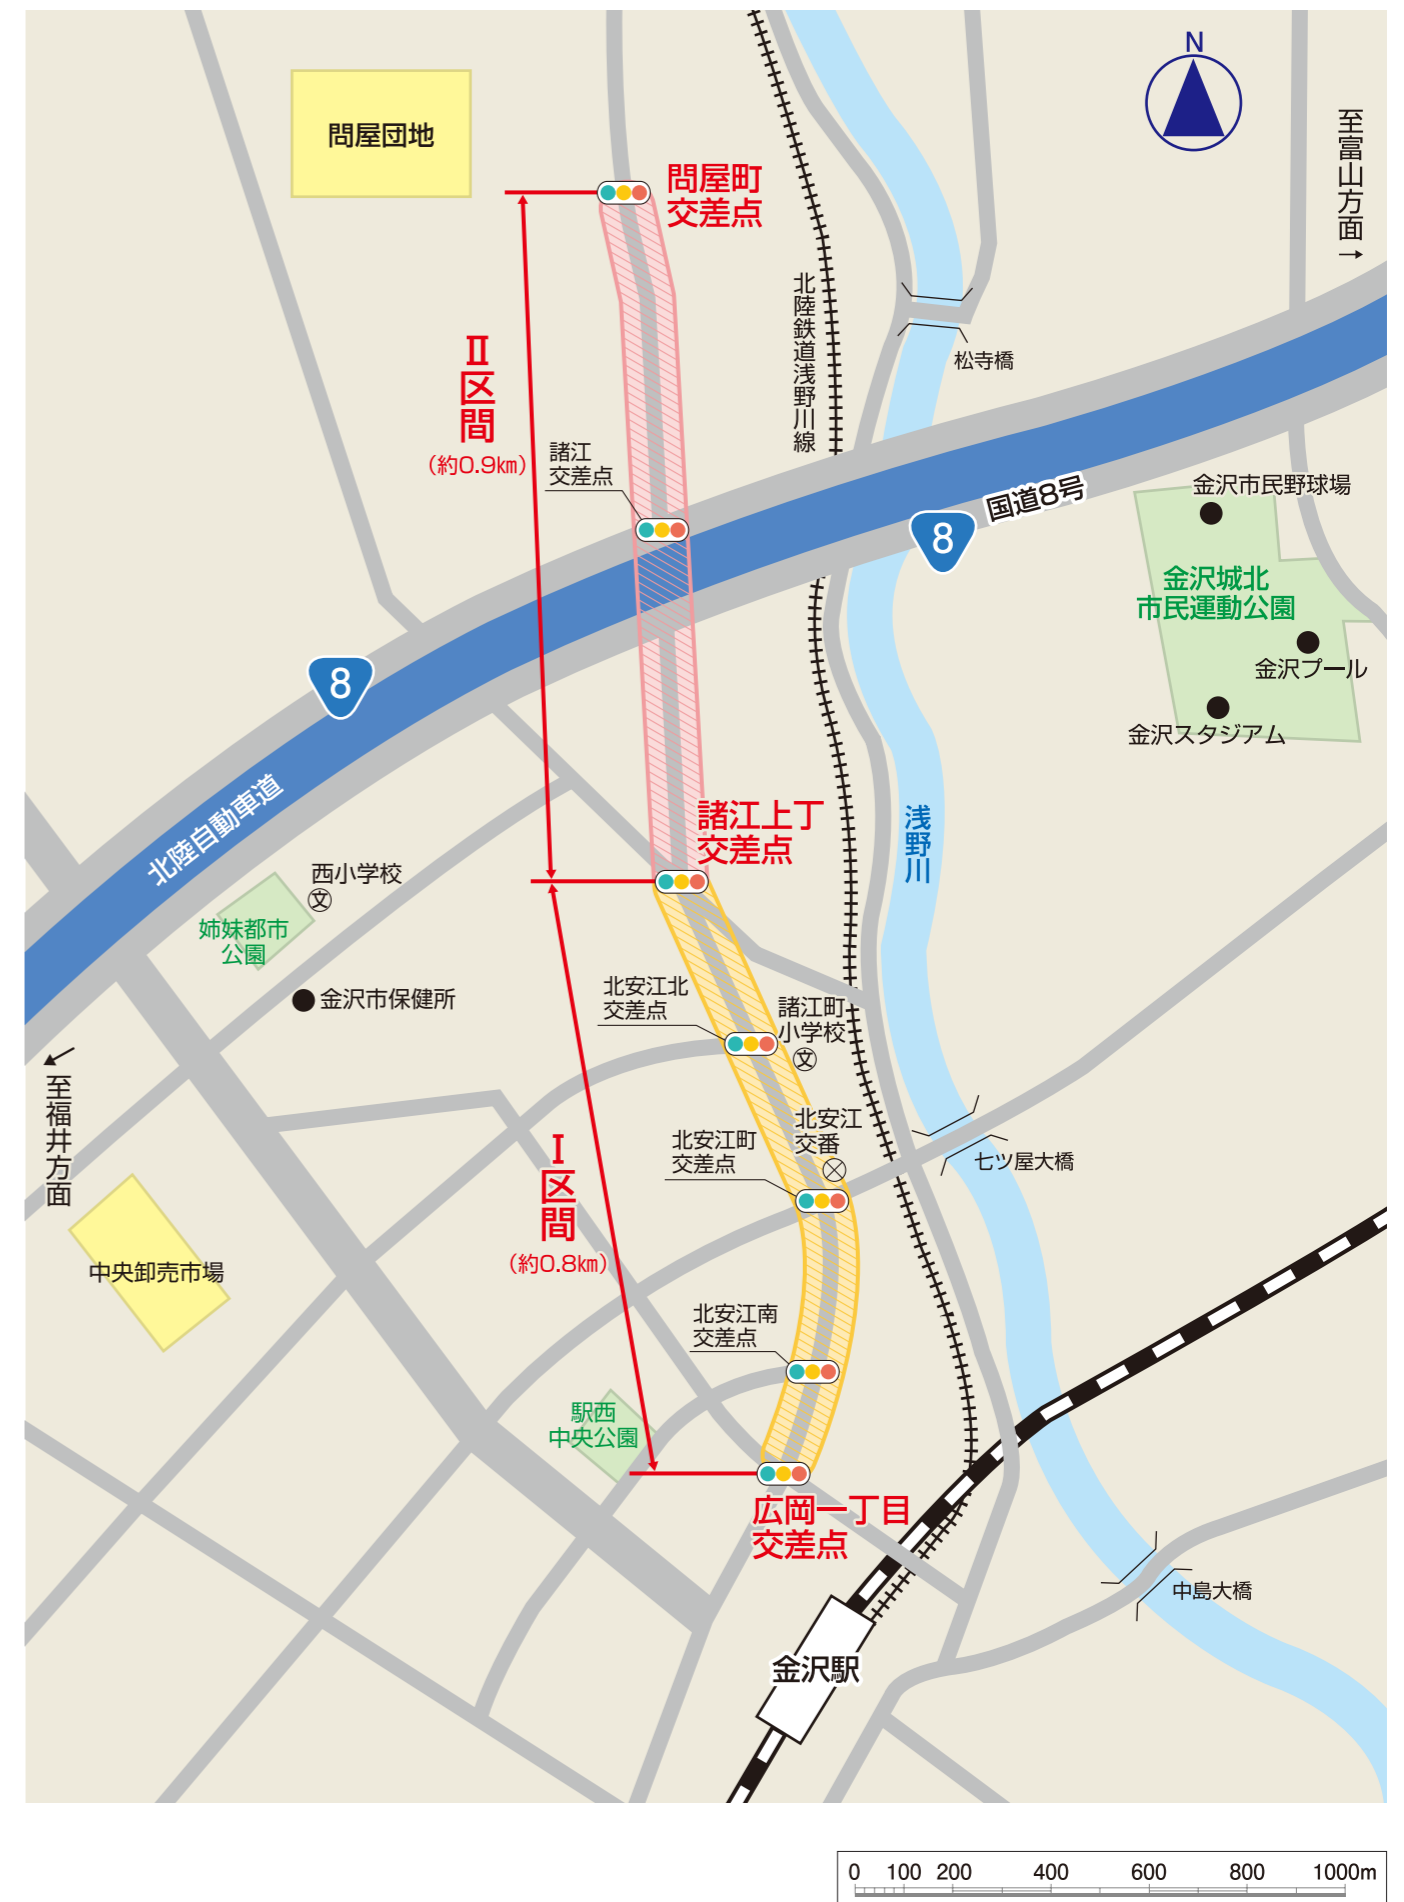 N
至富山方面→
問屋団地
問屋町
交差点
北陸鉄道浅野川線
松寺橋
Ⅱ区間
(約0.9㎞)
諸江
交差点
国道8号
8
金沢市民野球場
金沢城北
市民運動公園
金沢プール
金沢スタジアム
8
北陸自動車道
諸江上丁
交差点
浅野川
西小学校
文
姉妹都市
公園
金沢市保健所
北安江北
交差点
諸江町
小学校
文
←
至福井方面
北安江
交番
北安江町
交差点
七ツ屋大橋
Ⅰ区間
(約0.8㎞)
中央卸売市場
北安江南
交差点
駅西
中央公園
広岡一丁目
交差点
中島大橋
金沢駅
0 100 200 400 600 800 1000m